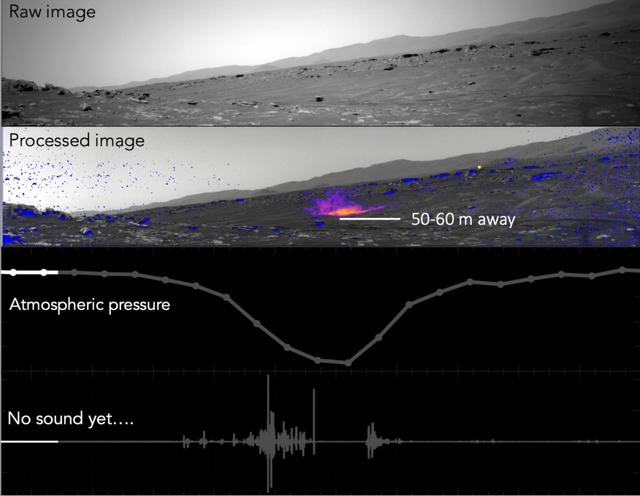 Raw image
Processed image
50-60 m away
Atmospheric pressure
No sound yet....